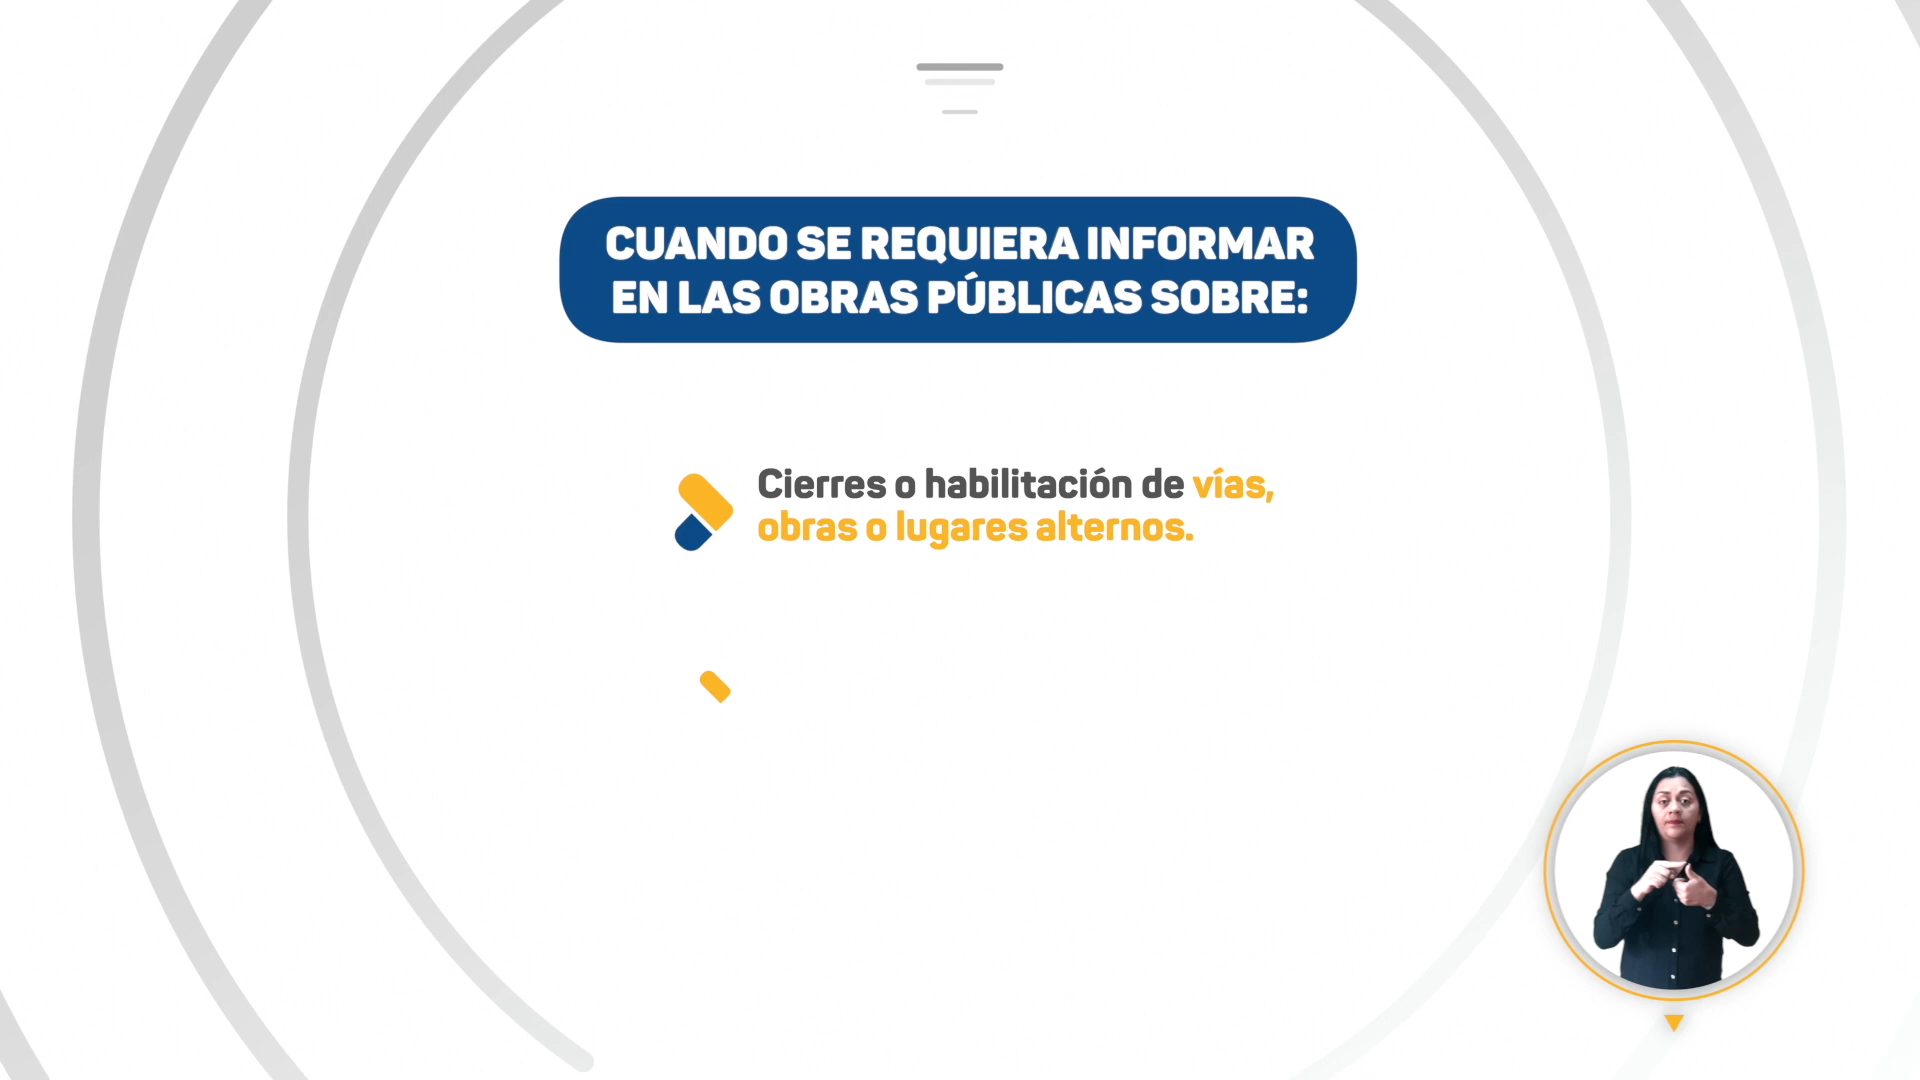 CUANDO SE REQUIERA INFORMAR
EN LAS OBRAS PÚBLICAS SOBRE:
Cierres o habilitación de vías,
obras o lugares alternos.